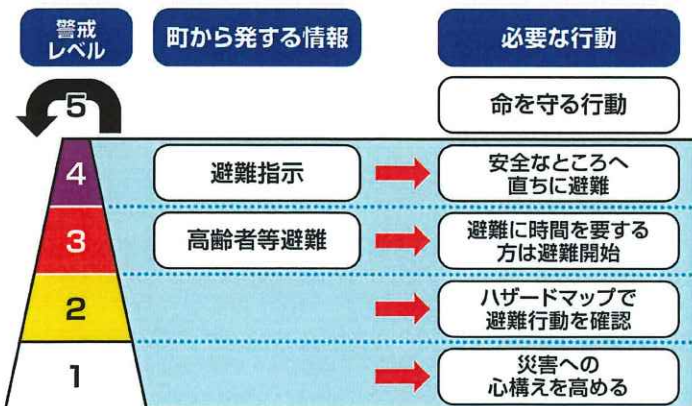 警戒
レベル
町から発する情報
必要な行動
5
命を守る行動
4
避難指示
安全なところへ
直ちに避難
3
高齢者等避難
避難に時間を要する
方は避難開始
2
ハザードマップで
避難行動を確認
1
災害への
心構えを高める